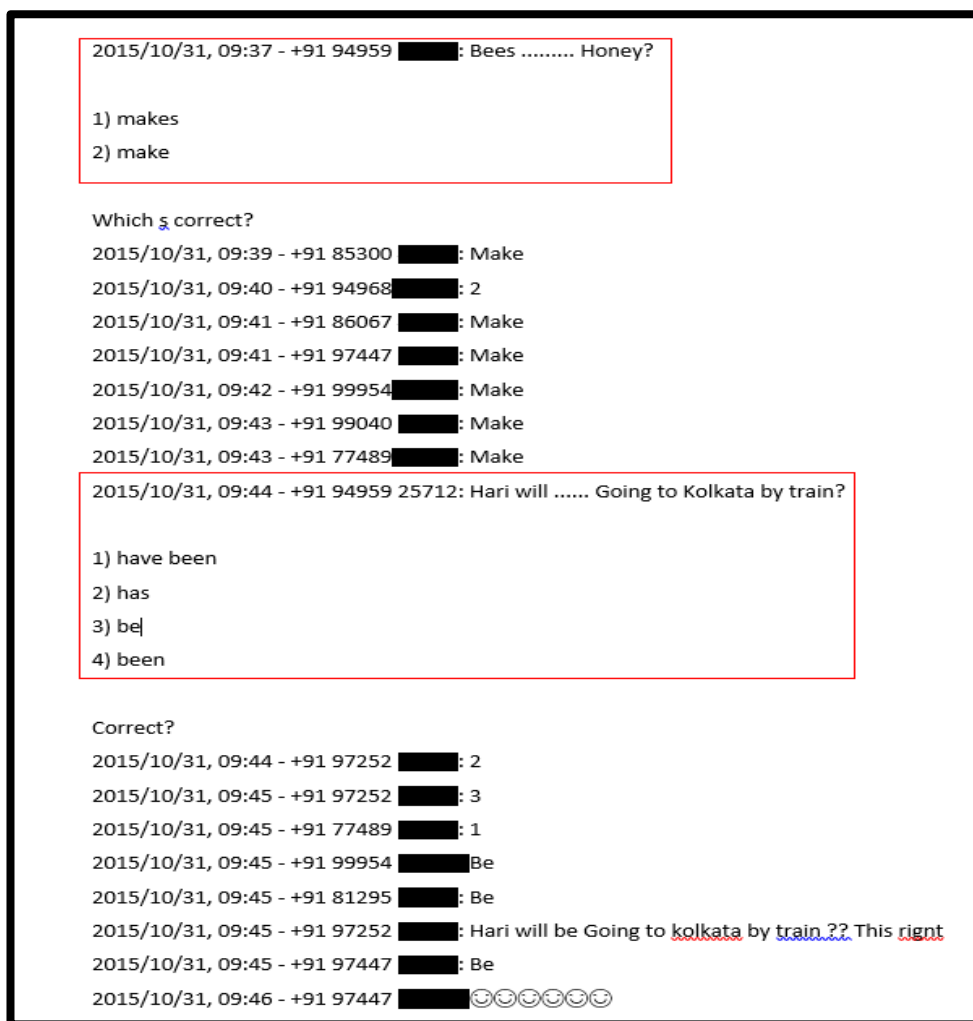 2015/10/31, 09:37 - +91 94959 : Bees ......... Honey?
1) makes
2) make
Which s correct?
2015/10/31, 09:39 - +91 85300 : Make
2015/10/31, 09:40 - +91 94968 : 2
2015/10/31, 09:41 - +91 86067 : Make
2015/10/31, 09:41 - +91 97447 : Make
2015/10/31, 09:42 - +91 99954 : Make
2015/10/31, 09:43 - +91 99040 : Make
2015/10/31, 09:43 - +91 77489 : Make
2015/10/31, 09:44 - +91 94959 25712: Hari will ...... Going to Kolkata by train?
1) have been
2) has
3) be
4) been
Correct?
2015/10/31, 09:44 - +91 97252 : 2
2015/10/31, 09:45 - +91 97252 : 3
2015/10/31, 09:45 - +91 77489 : 1
2015/10/31, 09:45 - +91 99954 Be
2015/10/31, 09:45 - +91 81295 : Be
2015/10/31, 09:45 - +91 97252 : Hari will be Going to kolkata by train ?? This rignt
2015/10/31, 09:45 - +91 97447 : Be
2015/10/31, 09:46 - +91 97447 ☺☺☺☺☺☺